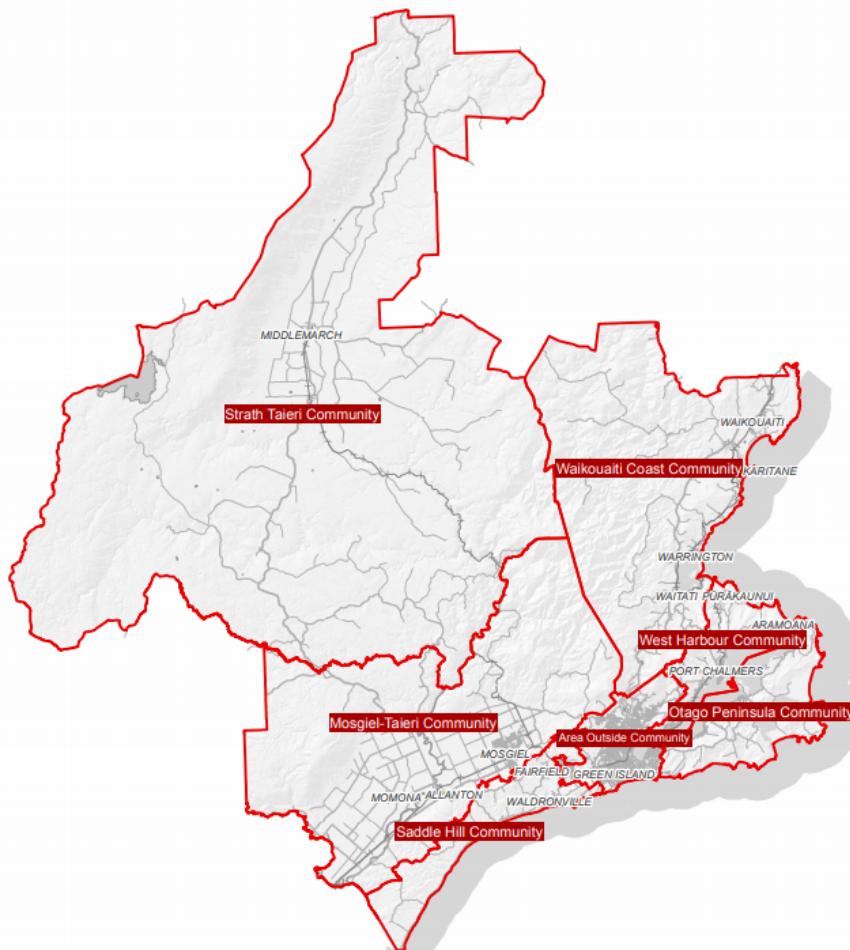 MIDDLEMARCH
Strath Taieri Community
WAIKOUAITI
Waikouaiti Coast Community
KARITANE
WARRINGTON
WAITATI
PŪRĀKAUNUI
ARAMOANA
West Harbour Community
PORT CHALMERS
Otago Peninsula Community
Mosgiel-Taieri Community
Area Outside Community
MOSGIEL
FAIRFIELD
GREEN ISLAND
MOMONA
ALLANTON
WALDRONVILLE
Saddle Hill Community